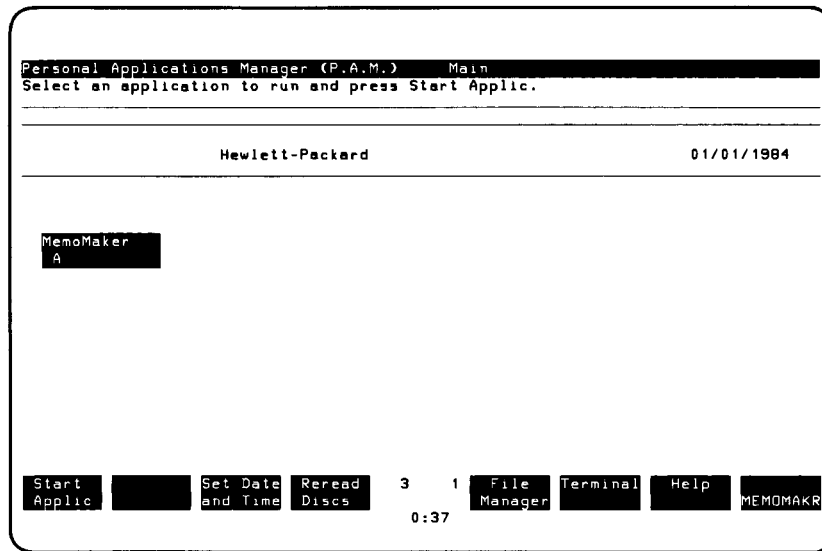 Personal Applications Manager (P.A.M.) Main
Select an application to run and press Start Applic.
Hewlett-Packard 01/01/1984
MemoMaker
A
Start Applic
Set Date and Time
Reread Discs
3 1
0:37
File Manager
Terminal
Help
MEMOMAKR